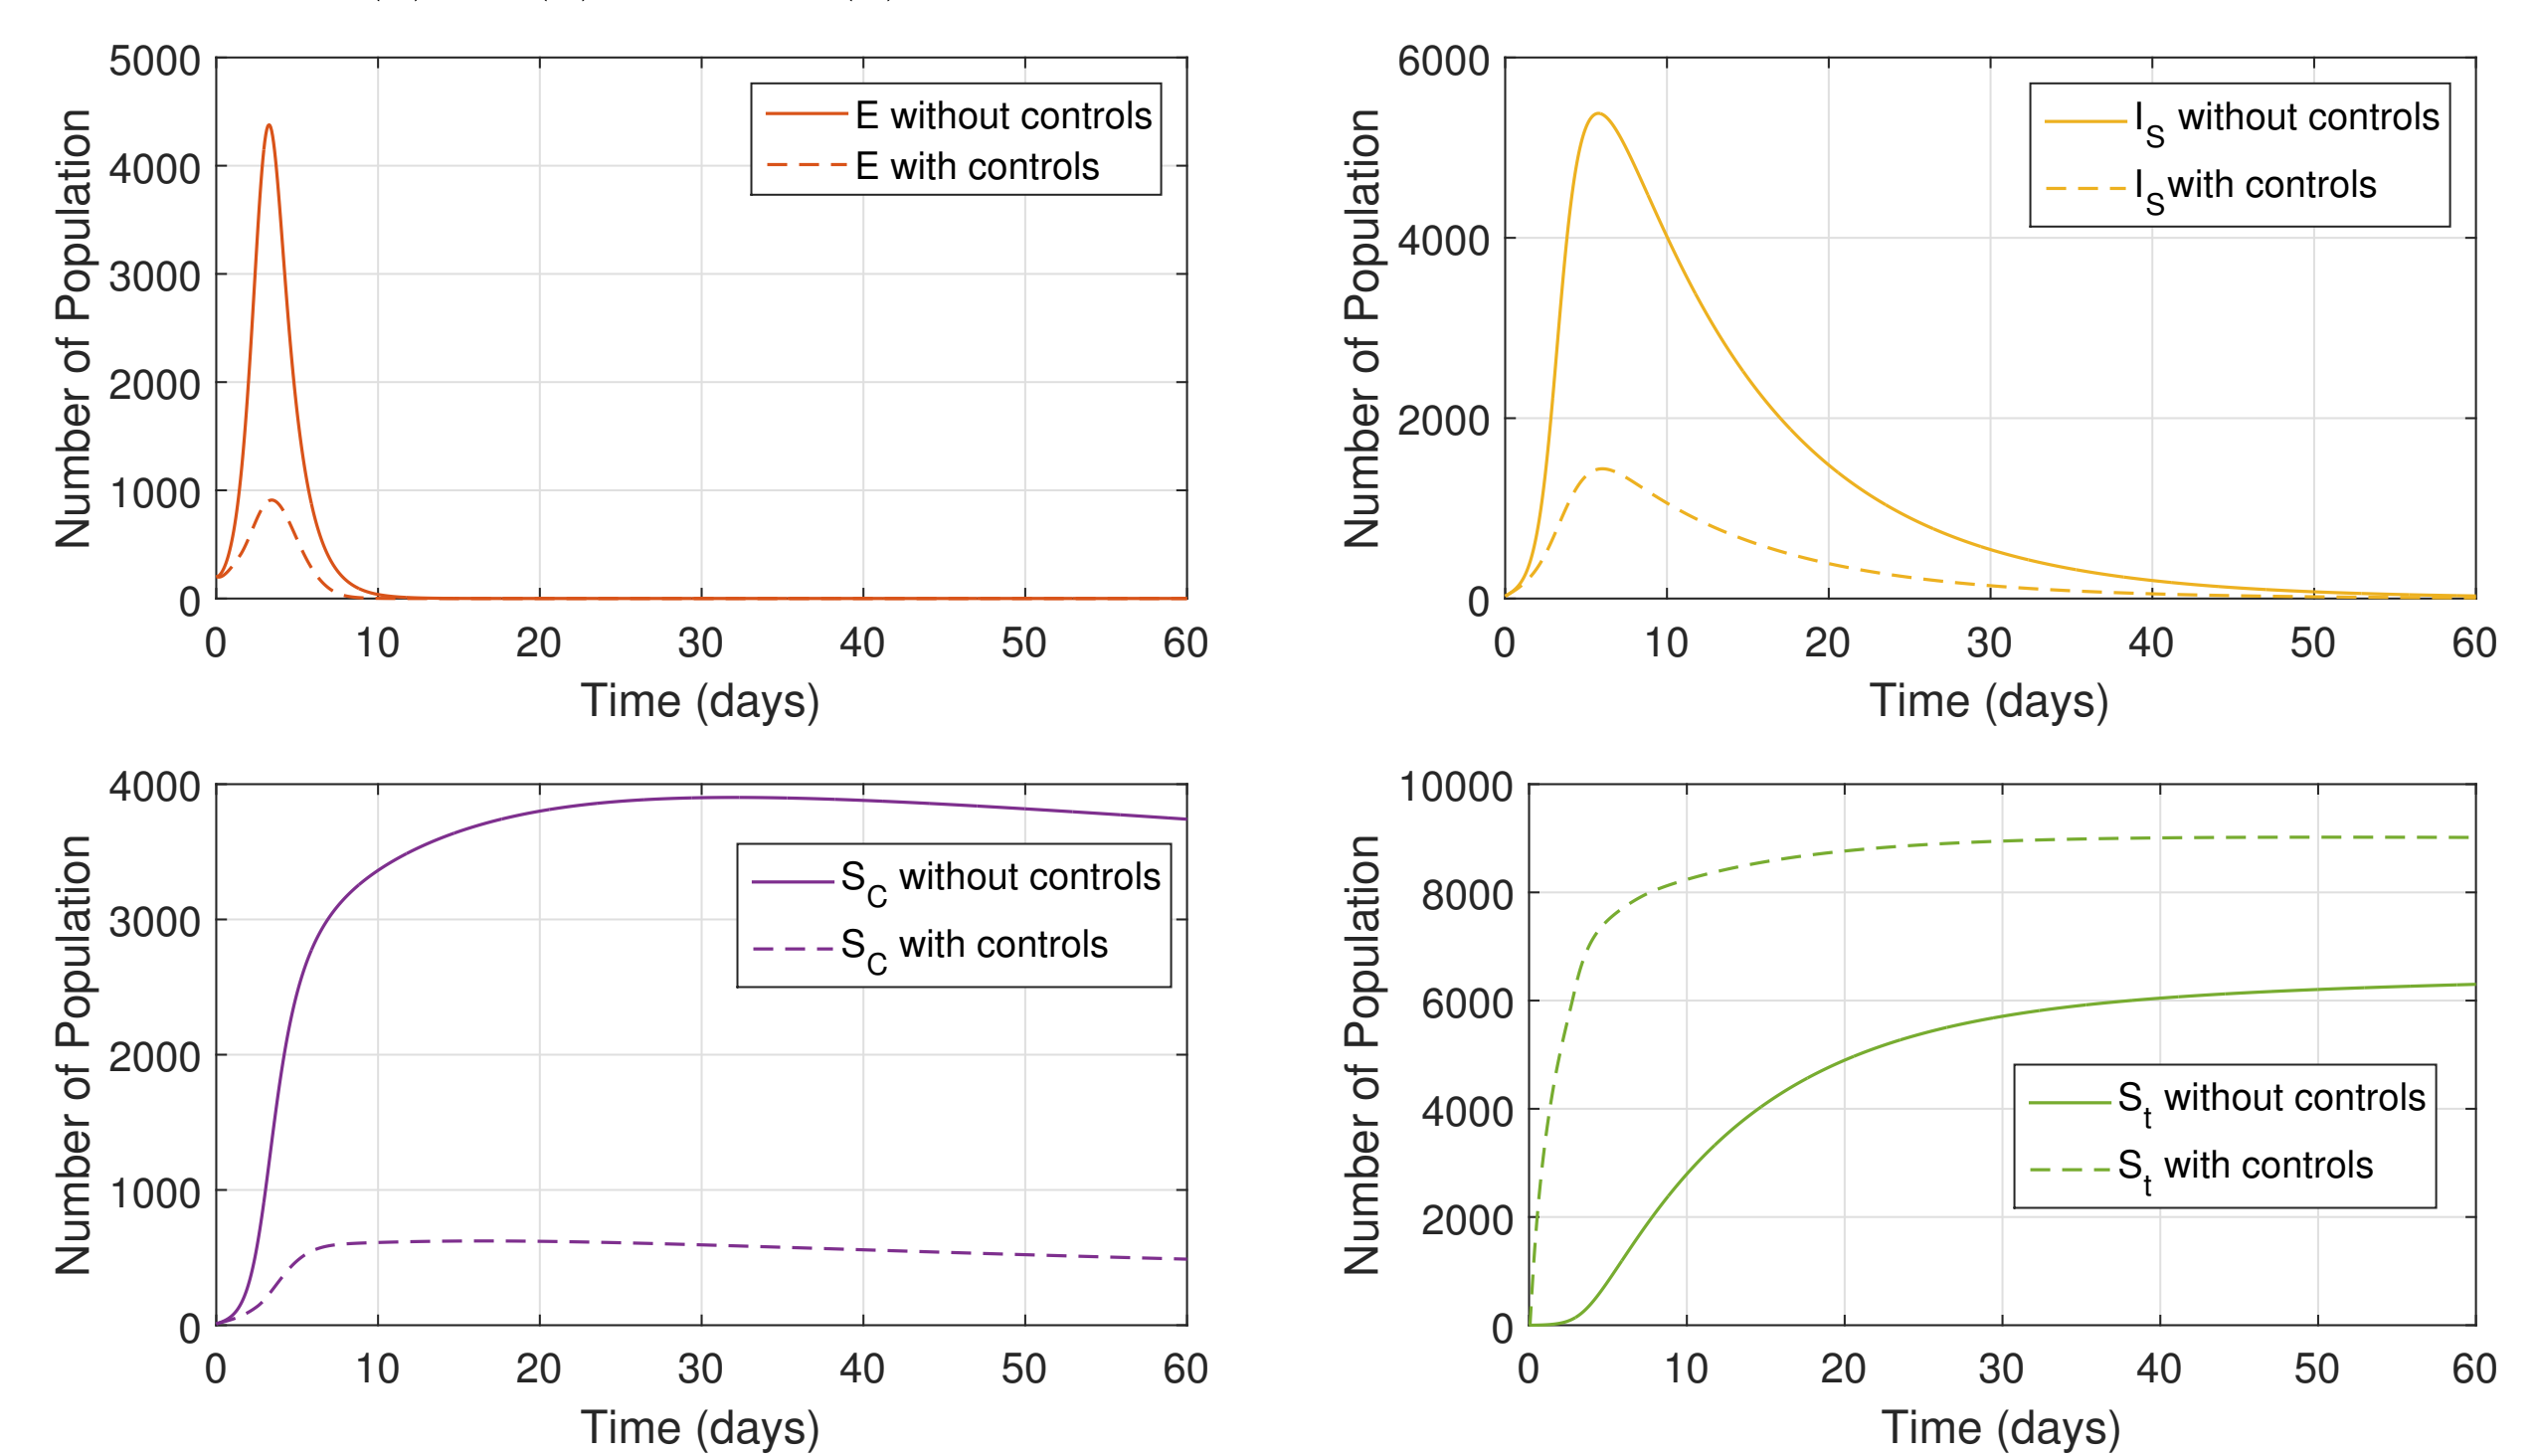 5000
4000
3000
2000
1000
0
Number of Population
E without controls
E with controls
0 10 20 30 40 50 60
Time (days)
6000
4000
2000
0
Number of Population
I_S without controls
I_S with controls
0 10 20 30 40 50 60
Time (days)
4000
3000
2000
1000
0
Number of Population
S_C without controls
S_C with controls
0 10 20 30 40 50 60
Time (days)
10000
8000
6000
4000
2000
0
Number of Population
S_t without controls
S_t with controls
0 10 20 30 40 50 60
Time (days)